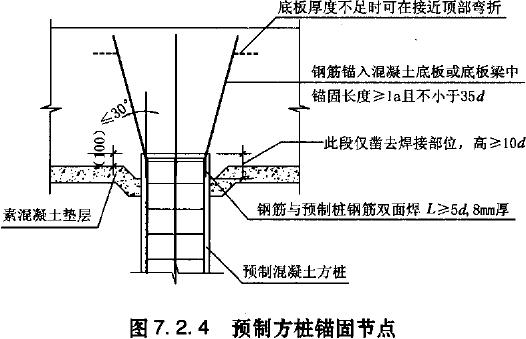 底板厚度不足时可在接近顶部弯折
钢筋锚入混凝土底板或底板梁中
锚固长度≥la且不小于35d
≤30°
(100)
此段仅凿去焊接部位，高≥10d
素混凝土垫层
钢筋与预制桩钢筋双面焊 L≥5d,8mm厚
预制混凝土方桩
图7.2.4 预制方桩锚固节点